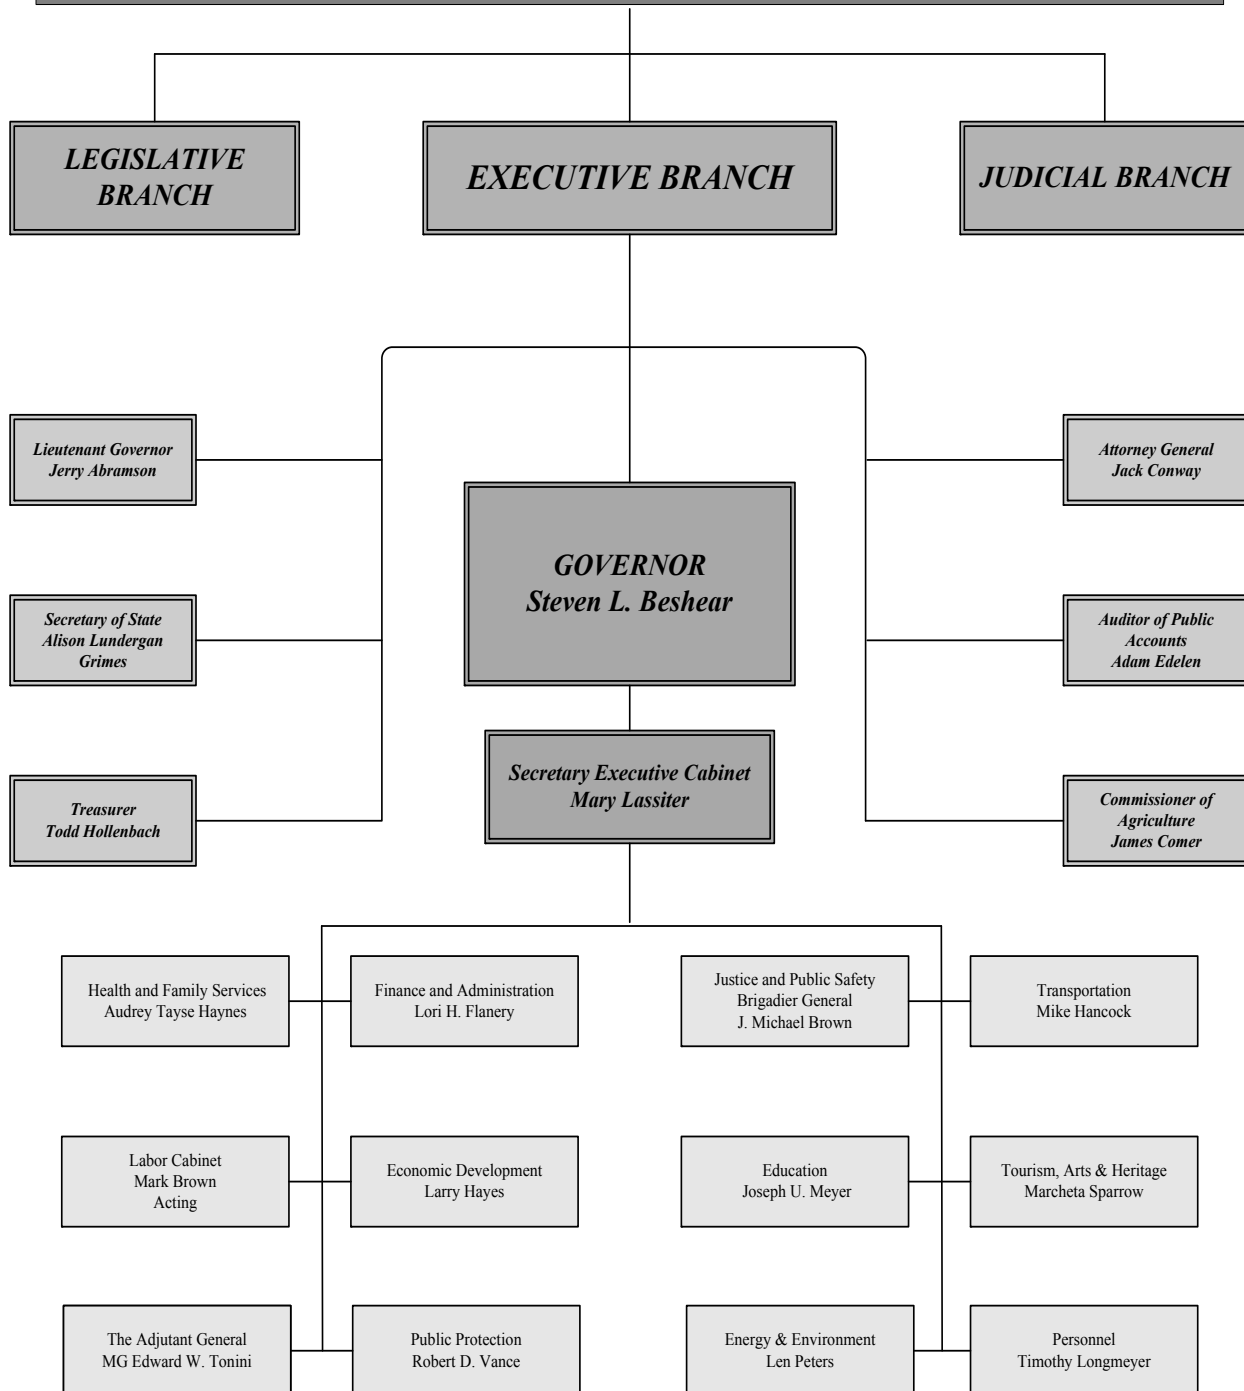 LEGISLATIVE
BRANCH
EXECUTIVE BRANCH
JUDICIAL BRANCH
Lieutenant Governor
Jerry Abramson
Attorney General
Jack Conway
GOVERNOR
Steven L. Beshear
Secretary of State
Alison Lundergan
Grimes
Auditor of Public
Accounts
Adam Edelen
Secretary Executive Cabinet
Mary Lassiter
Treasurer
Todd Hollenbach
Commissioner of
Agriculture
James Comer
Health and Family Services
Audrey Tayse Haynes
Finance and Administration
Lori H. Flanery
Justice and Public Safety
Brigadier General
J. Michael Brown
Transportation
Mike Hancock
Labor Cabinet
Mark Brown
Acting
Economic Development
Larry Hayes
Education
Joseph U. Meyer
Tourism, Arts & Heritage
Marcheta Sparrow
The Adjutant General
MG Edward W. Tonini
Public Protection
Robert D. Vance
Energy & Environment
Len Peters
Personnel
Timothy Longmeyer